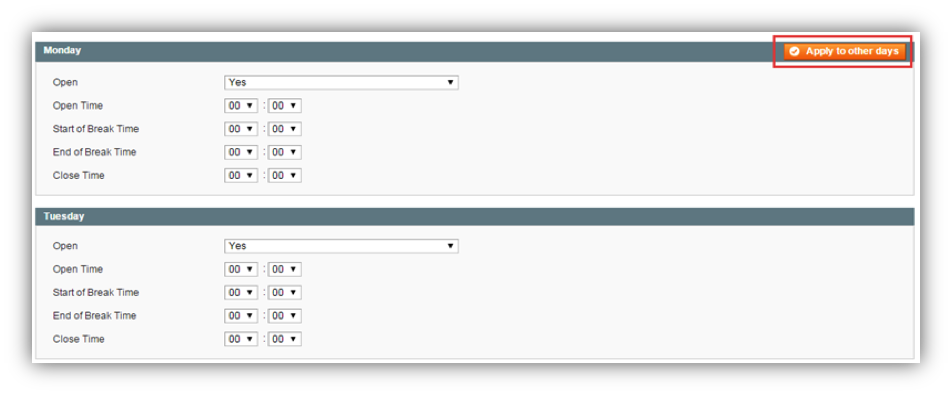 Monday
Apply to other days
Open Yes
Open Time 00 : 00
Start of Break Time 00 : 00
End of Break Time 00 : 00
Close Time 00 : 00
Tuesday
Open Yes
Open Time 00 : 00
Start of Break Time 00 : 00
End of Break Time 00 : 00
Close Time 00 : 00